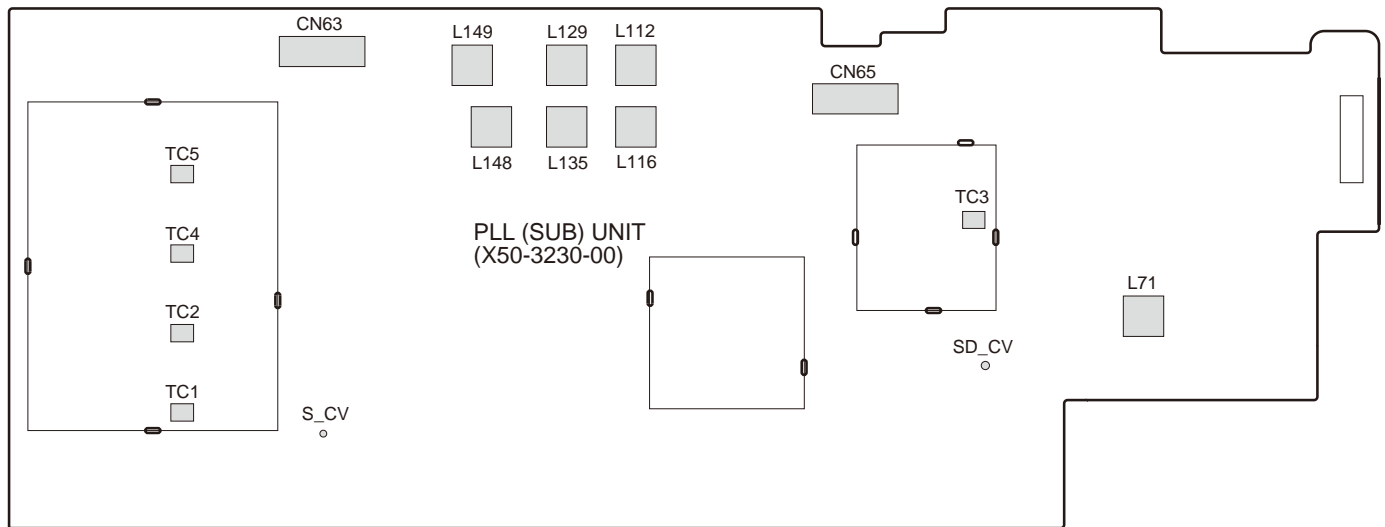 CN63
L149
L129
L112
CN65
TC5
L148
L135
L116
TC3
TC4
PLL (SUB) UNIT
(X50-3230-00)
L71
TC2
SD_CV
TC1
S_CV